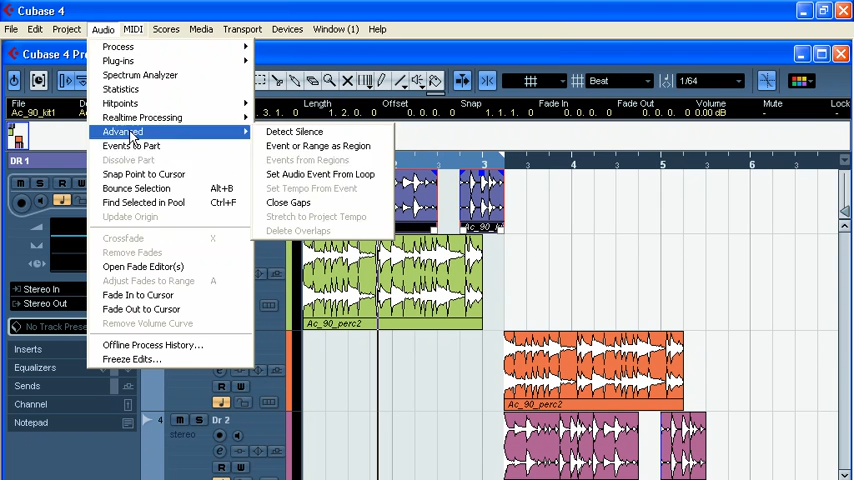 Cubase 4
File Edit Project Audio MIDI Scores Media Transport Devices Window (1) Help
Cubase 4 Pr
Process
Plug-ins
Spectrum Analyzer
Statistics
Hitpoints
Realtime Processing
Advanced
Events to Part
Dissolve Part
Snap Point to Cursor
Bounce Selection Alt+B
Find Selected in Pool Ctrl+F
Update Origin
Crossfade X
Remove Fades
Open Fade Editor(s)
Adjust Fades to Range A
Fade In to Cursor
Fade Out to Cursor
Remove Volume Curve
Offline Process History...
Freeze Edits...
Detect Silence
Event or Range as Region
Events from Regions
Set Audio Event From Loop
Set Tempo From Event
Close Gaps
Stretch to Project Tempo
Delete Overlaps
Beat 1/64
File Length Offset Snap Fade In Fade Out Volume Mute Lock
Ac_90_kit1
2 3 4 5 6
DR 1
Stereo In
Stereo Out
No Track Prese
Inserts
Equalizers
Sends
Channel
Notepad
R W
4 M S Dr 2
stereo
e
R W
Ac_90_perc2
Ac_90_perc2